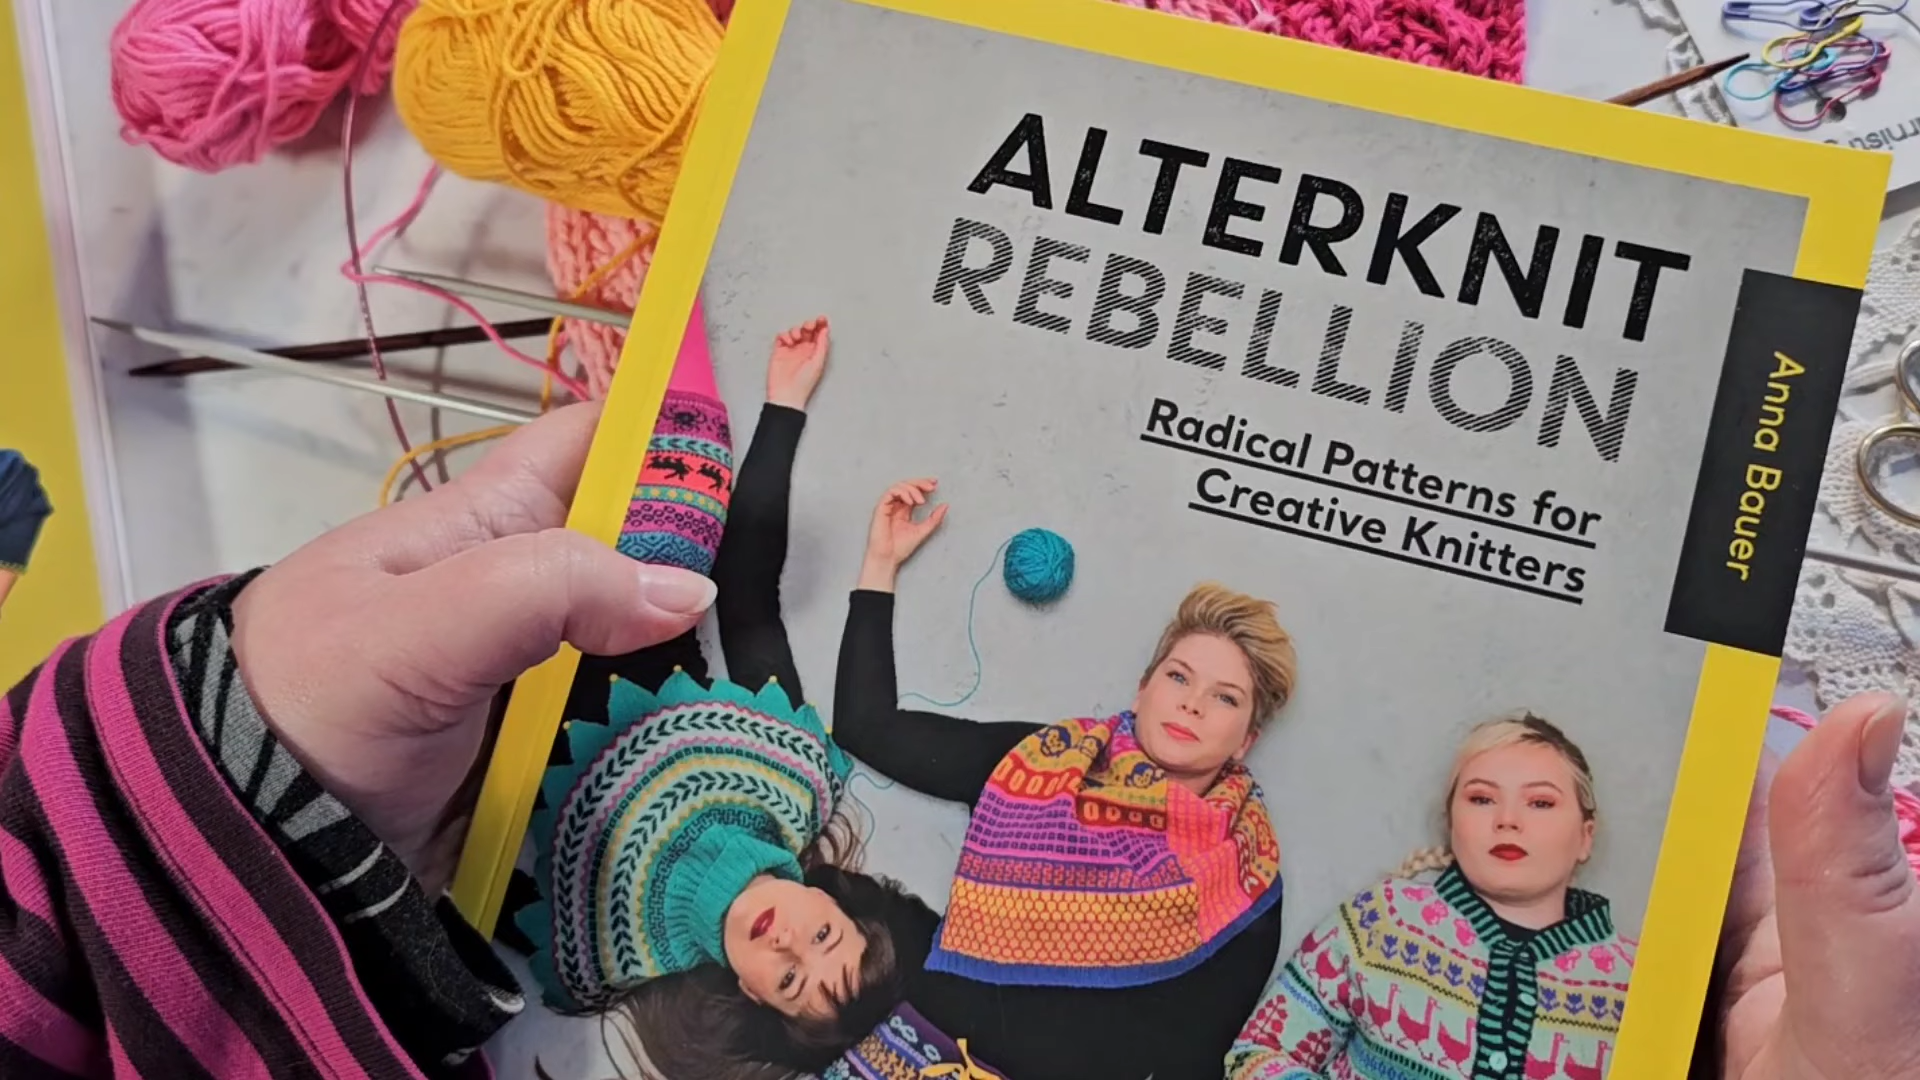 ALTERKNIT
REBELLION
Radical Patterns for
Creative Knitters
Anna Bauer